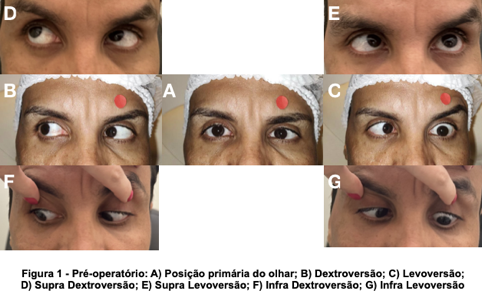 D E
B A C
F G
Figura 1 - Pré-operatório: A) Posição primária do olhar; B) Dextroversão; C) Levoversão;
D) Supra Dextroversão; E) Supra Levoversão; F) Infra Dextroversão; G) Infra Levoversão